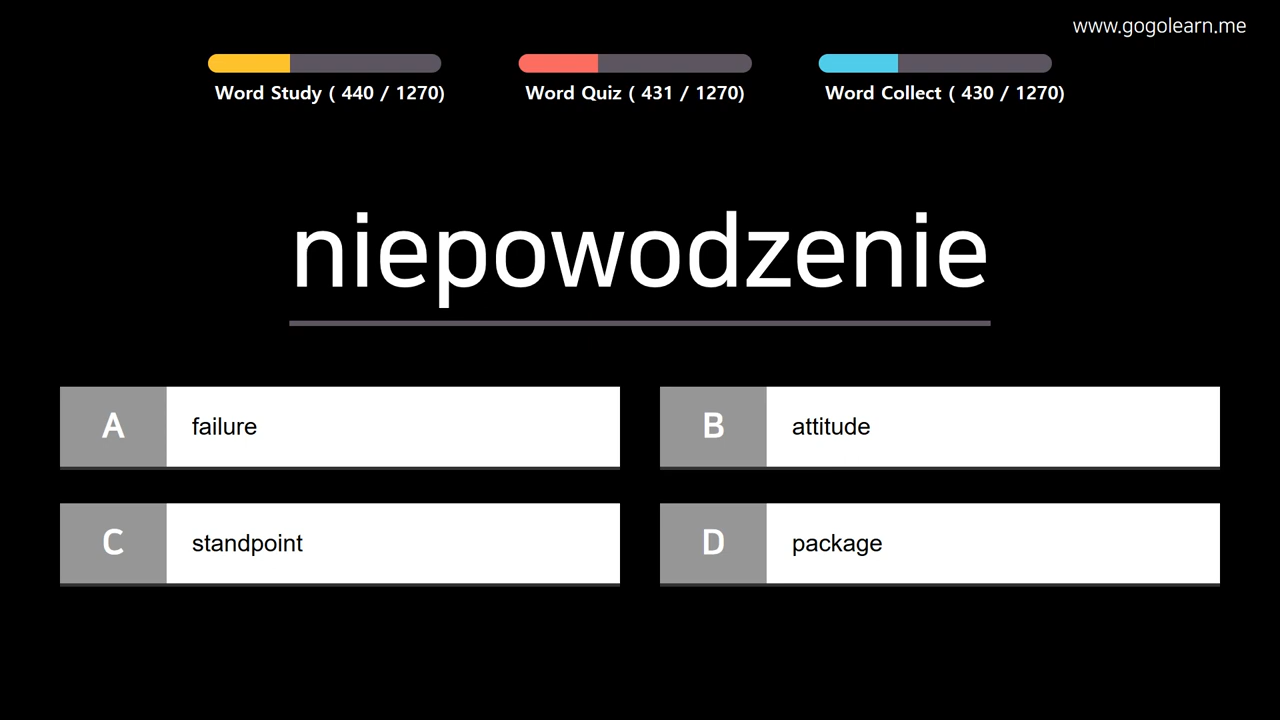 www.gogolearn.me
Word Study ( 440 / 1270)
Word Quiz ( 431 / 1270)
Word Collect ( 430 / 1270)
niepowodzenie
A failure
B attitude
C standpoint
D package